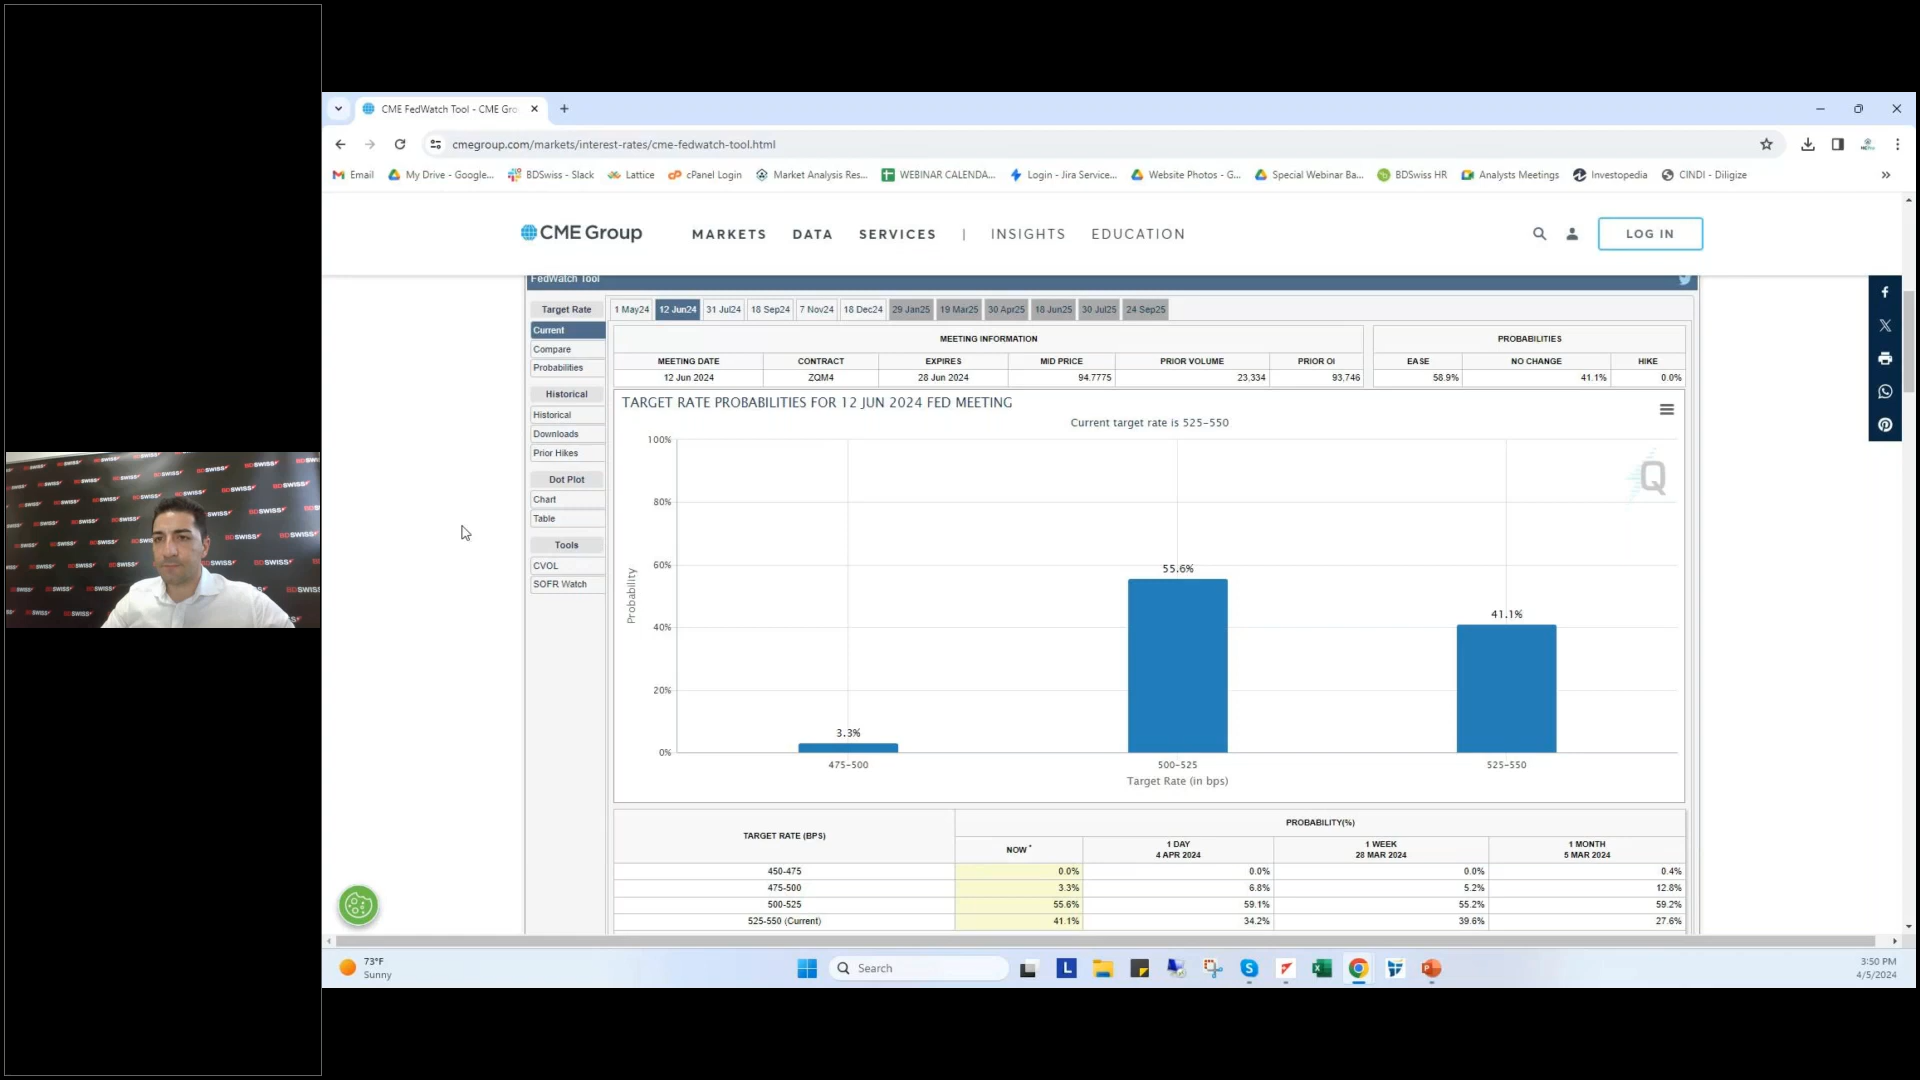 CME FedWatch Tool - CME Gro
cmegroup.com/markets/interest-rates/cme-fedwatch-tool.html
Email
My Drive - Google...
BDSwiss - Slack
Lattice
cPanel Login
Market Analysis Res...
WEBINAR CALENDA...
Login - Jira Service...
Website Photos - G...
Special Webinar Ba...
BDSwiss HR
Analysts Meetings
Investopedia
CINDI - Diligize
CME Group
MARKETS
DATA
SERVICES
|
INSIGHTS
EDUCATION
LOG IN
FedWatch Tool
Target Rate
Current
Compare
Probabilities
Historical
Historical
Downloads
Prior Hikes
Dot Plot
Chart
Table
Tools
CVOL
SOFR Watch
1 May24 12 Jun24 31 Jul24 18 Sep24 7 Nov24 18 Dec24 29 Jan25 19 Mar25 30 Apr25 18 Jun25 30 Jul25 24 Sep25
MEETING INFORMATION
MEETING DATE CONTRACT EXPIRES MID PRICE PRIOR VOLUME PRIOR OI
12 Jun 2024 ZQM4 28 Jun 2024 94.7775 23,334 93,746
PROBABILITIES
EASE NO CHANGE HIKE
58.9% 41.1% 0.0%
TARGET RATE PROBABILITIES FOR 12 JUN 2024 FED MEETING
Current target rate is 525-550
Q
Probability
100%
80%
60%
40%
20%
0%
3.3%
55.6%
41.1%
475-500
500-525
525-550
Target Rate (in bps)
TARGET RATE (BPS) PROBABILITY(%)
NOW * 1 DAY 4 APR 2024 1 WEEK 28 MAR 2024 1 MONTH 5 MAR 2024
450-475 0.0% 0.0% 0.0% 0.4%
475-500 3.3% 6.8% 5.2% 12.8%
500-525 55.6% 59.1% 55.2% 59.2%
525-550 (Current) 41.1% 34.2% 39.6% 27.6%
73°F
Sunny
Search
3:50 PM
4/5/2024
BDSWISS